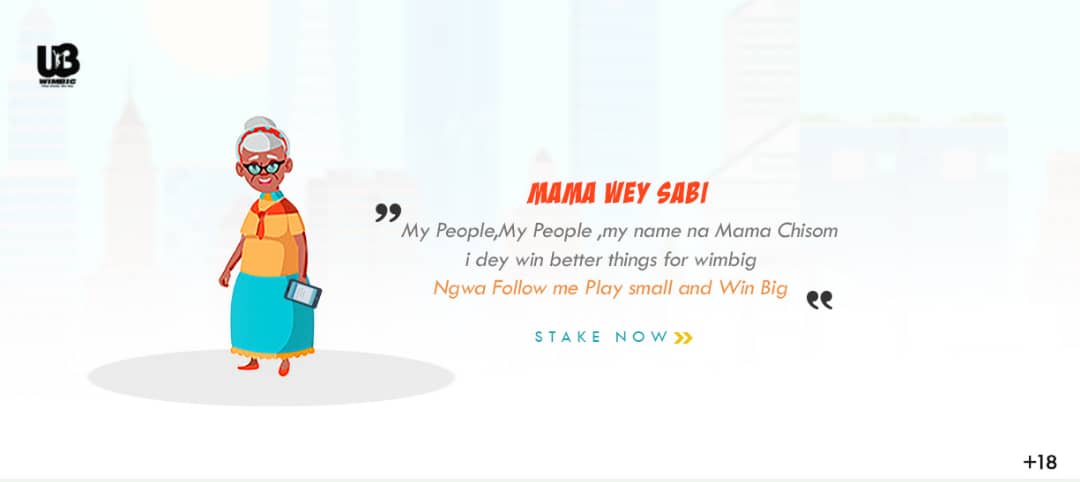 WIMBIG
MAMA WEY SABI
My People,My People ,my name na Mama Chisom
i dey win better things for wimbig
Ngwa Follow me Play small and Win Big
STAKE NOW
+18